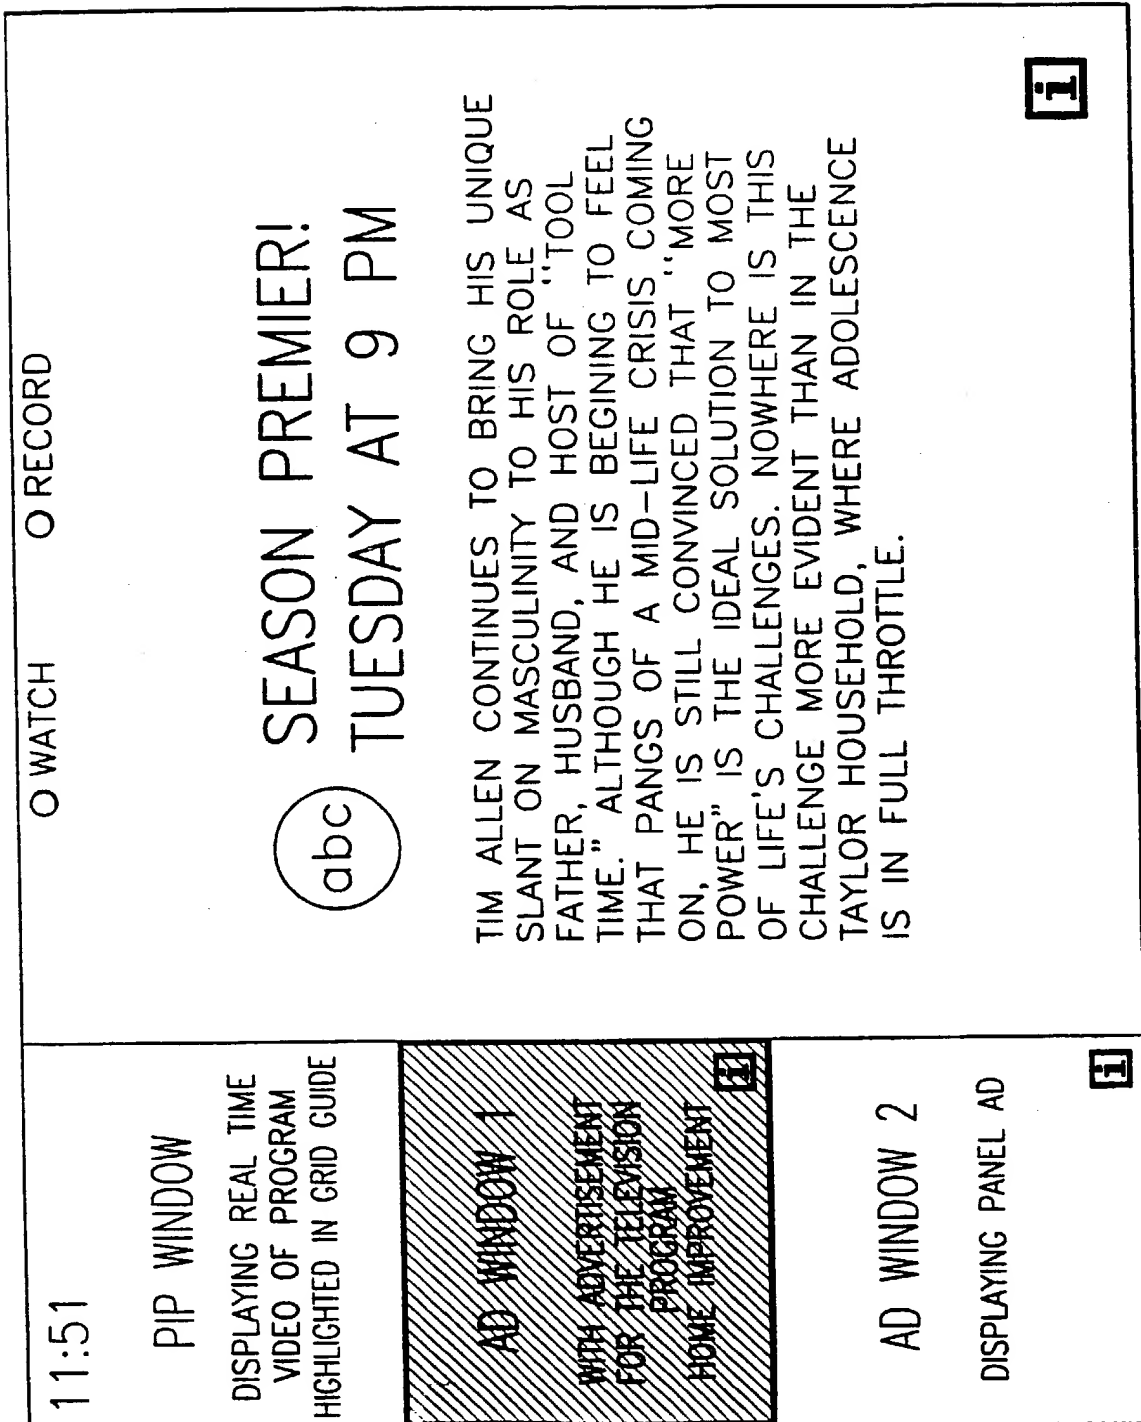 11:51
PIP WINDOW
DISPLAYING REAL TIME
VIDEO OF PROGRAM
HIGHLIGHTED IN GRID GUIDE
AD WINDOW 1
WITH ADVERTISEMENT
FOR THE TELEVISION
PROGRAM
HOME IMPROVEMENT
i
AD WINDOW 2
DISPLAYING PANEL AD
i
O WATCH O RECORD
abc
SEASON PREMIER!
TUESDAY AT 9 PM
TIM ALLEN CONTINUES TO BRING HIS UNIQUE
SLANT ON MASCULINITY TO HIS ROLE AS
FATHER, HUSBAND, AND HOST OF "TOOL
TIME." ALTHOUGH HE IS BEGINING TO FEEL
THAT PANGS OF A MID-LIFE CRISIS COMING
ON, HE IS STILL CONVINCED THAT "MORE
POWER" IS THE IDEAL SOLUTION TO MOST
OF LIFE'S CHALLENGES. NOWHERE IS THIS
CHALLENGE MORE EVIDENT THAN IN THE
TAYLOR HOUSEHOLD, WHERE ADOLESCENCE
IS IN FULL THROTTLE.
i